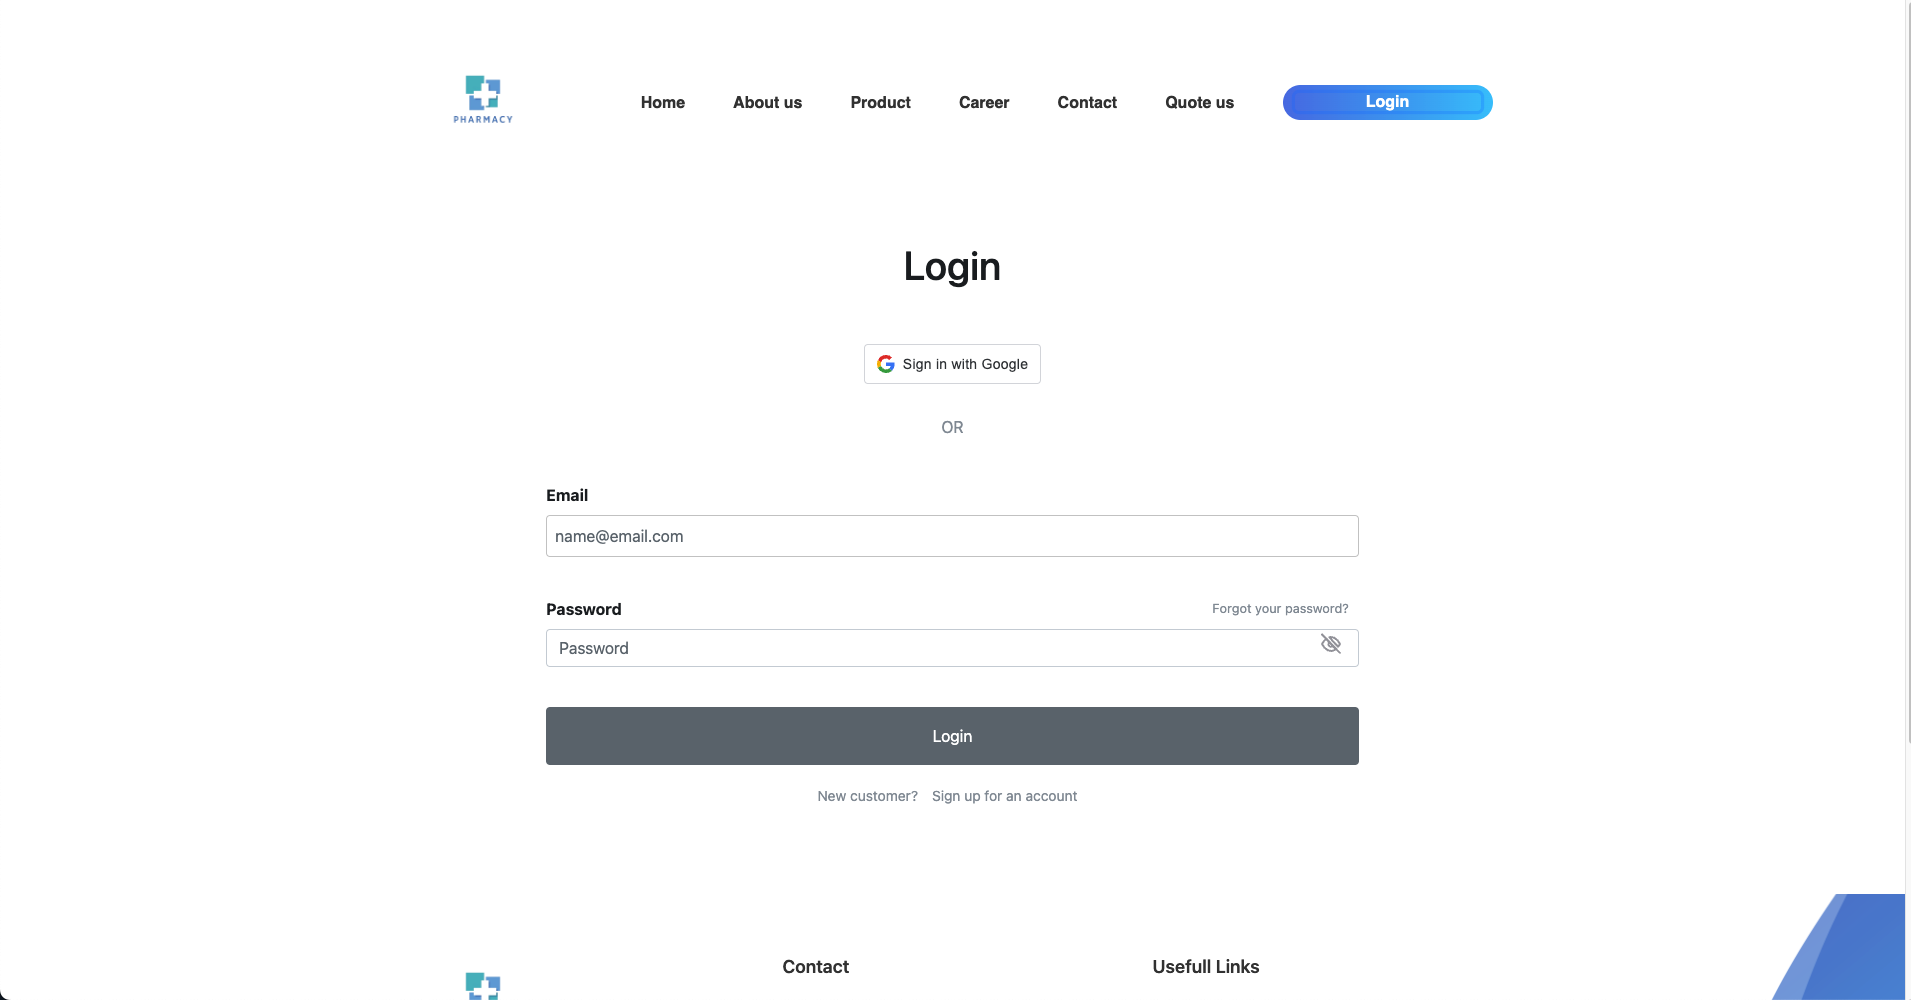 PHARMACY
Home About us Product Career Contact Quote us Login
Login
Sign in with Google
OR
Email
name@email.com
Password Forgot your password?
Password
Login
New customer? Sign up for an account
Contact Usefull Links